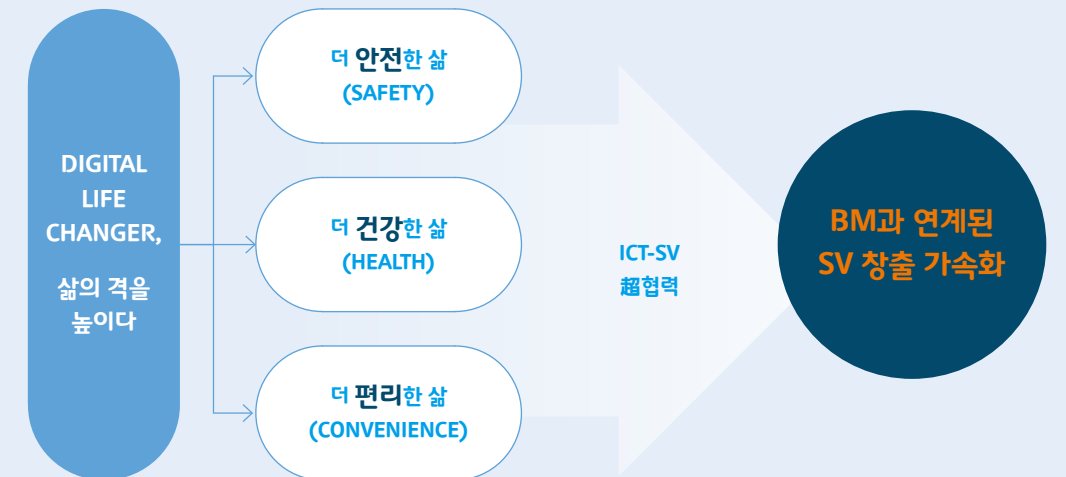 DIGITAL
LIFE
CHANGER,
삶의 격을
높이다
더 안전한 삶
(SAFETY)
더 건강한 삶
(HEALTH)
더 편리한 삶
(CONVENIENCE)
ICT-SV
超협력
BM과 연계된
SV 창출 가속화